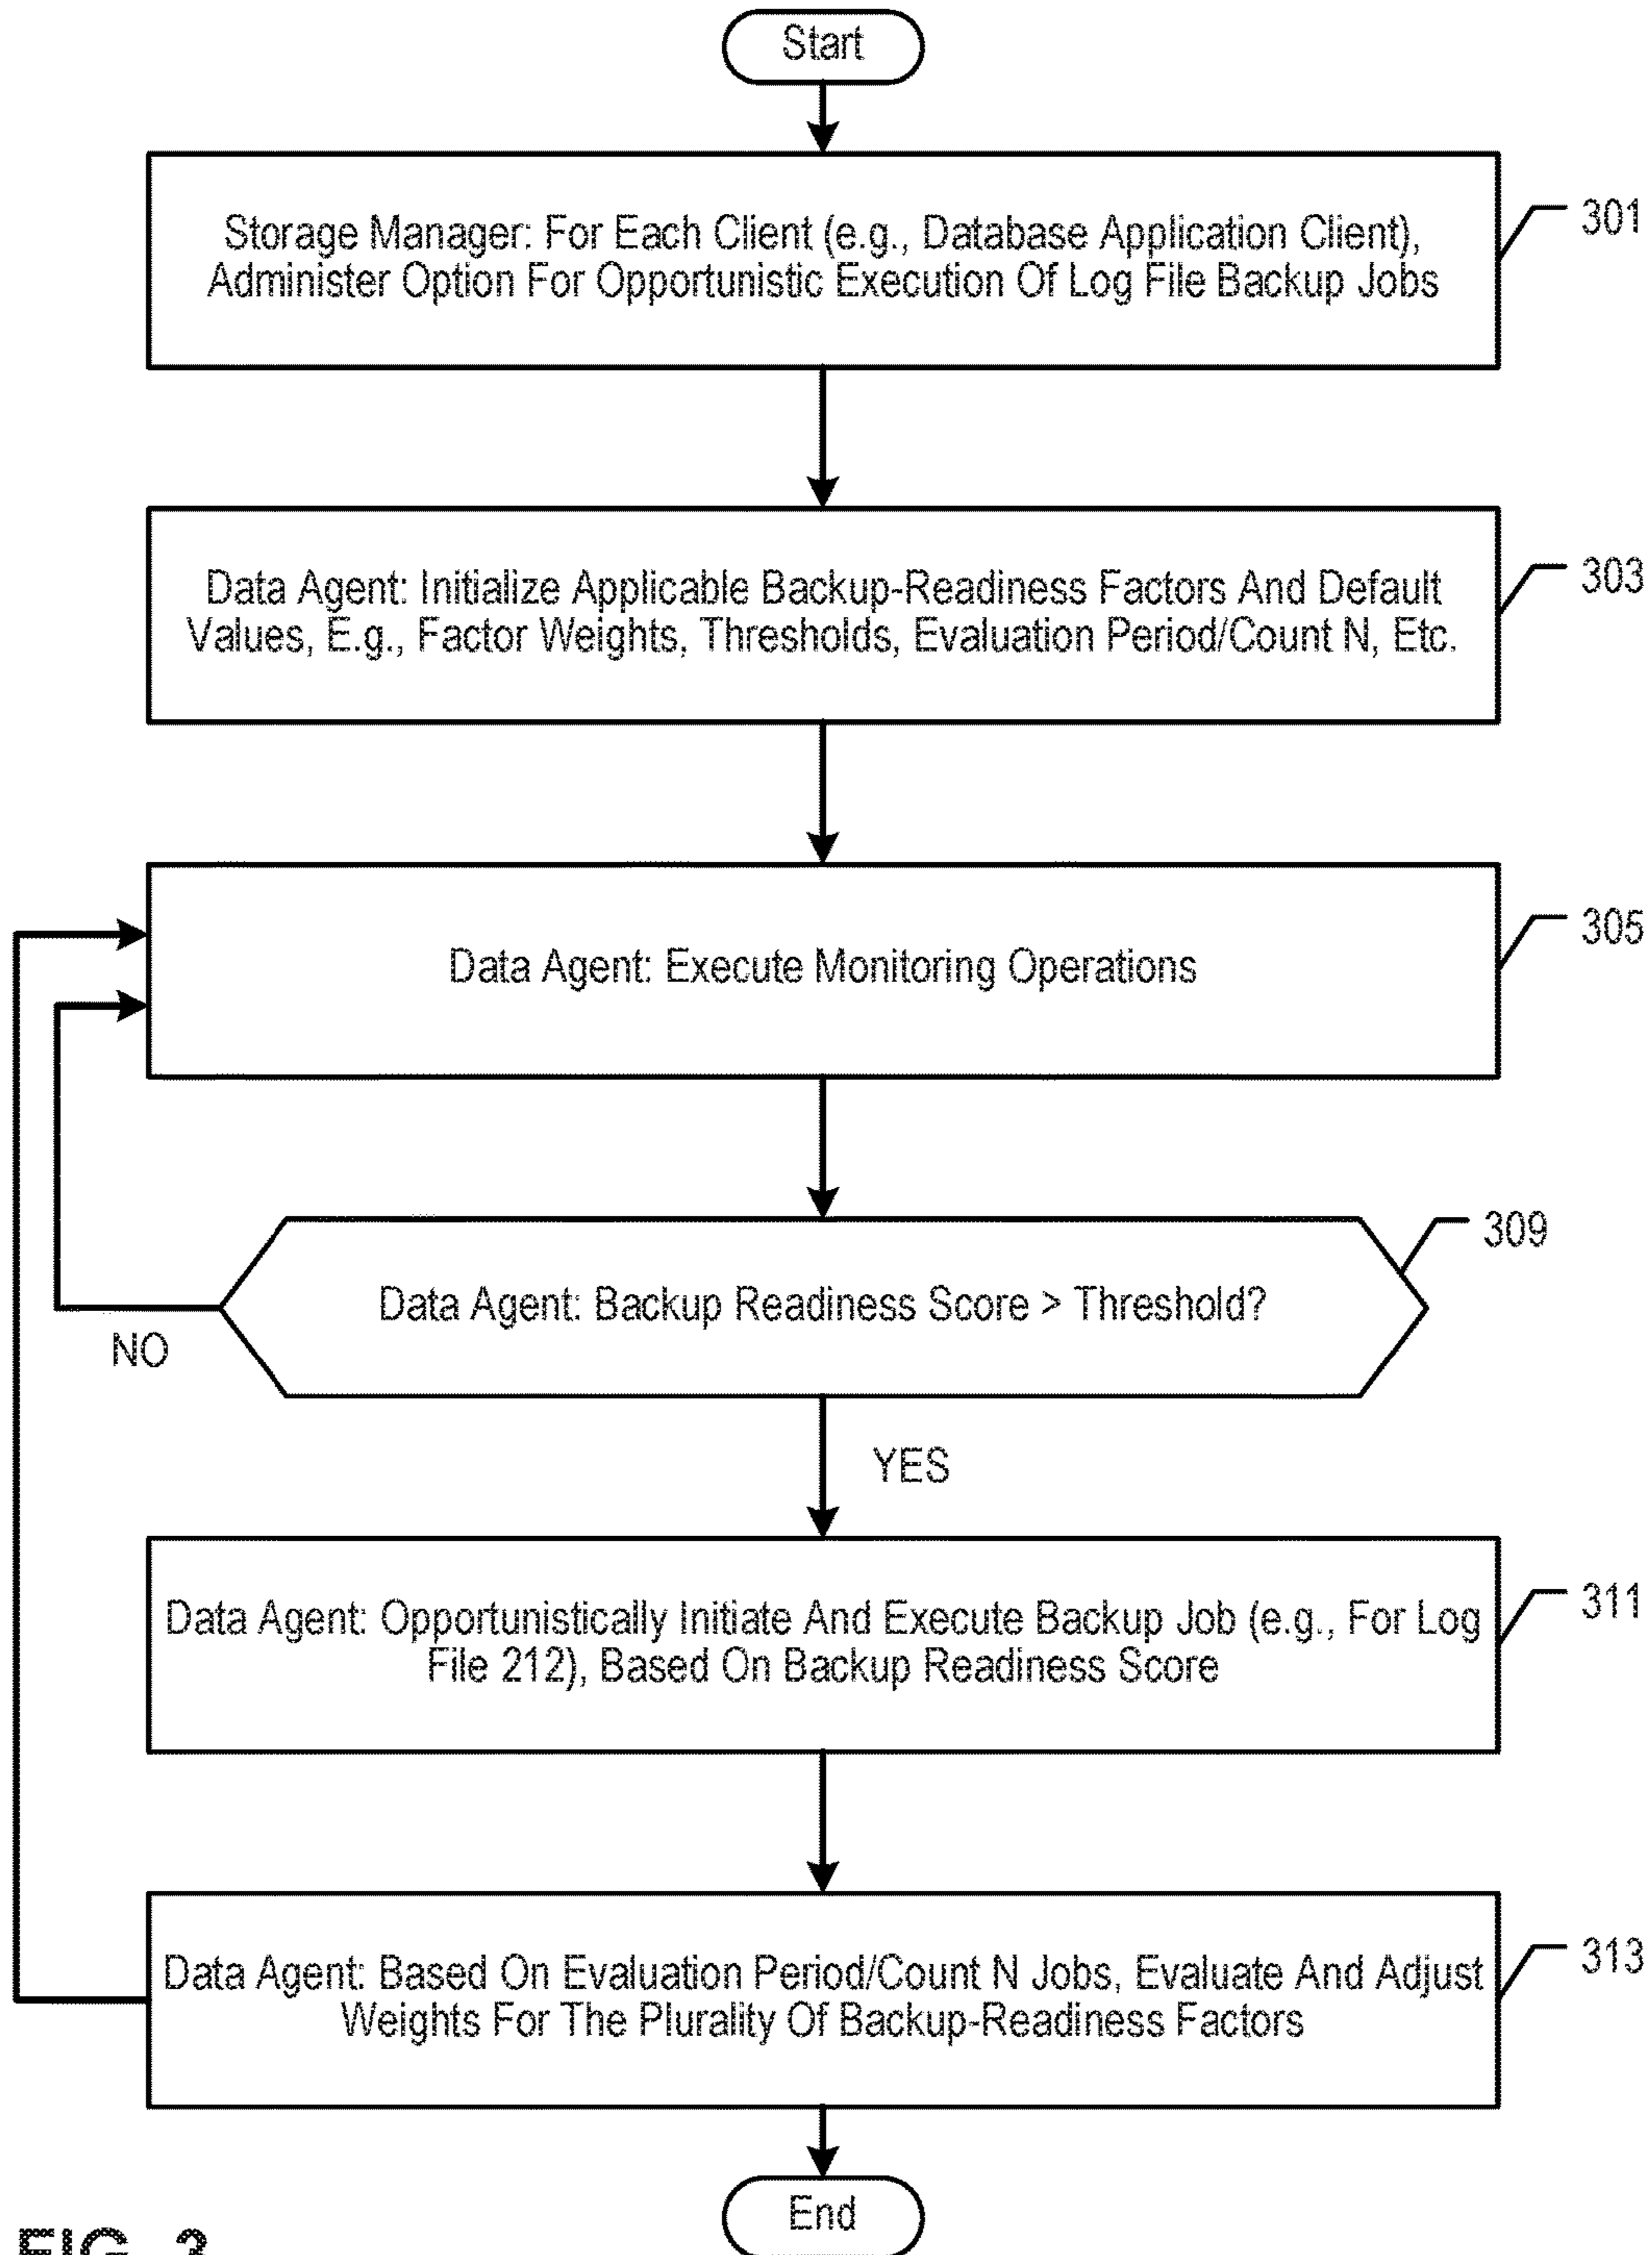 Start
Storage Manager: For Each Client (e.g., Database Application Client),
Administer Option For Opportunistic Execution Of Log File Backup Jobs
301
Data Agent: Initialize Applicable Backup-Readiness Factors And Default
Values, E.g., Factor Weights, Thresholds, Evaluation Period/Count N, Etc.
303
Data Agent: Execute Monitoring Operations
305
Data Agent: Backup Readiness Score > Threshold?
309
NO
YES
Data Agent: Opportunistically Initiate And Execute Backup Job (e.g., For Log
File 212), Based On Backup Readiness Score
311
Data Agent: Based On Evaluation Period/Count N Jobs, Evaluate And Adjust
Weights For The Plurality Of Backup-Readiness Factors
313
End
FIG. 3